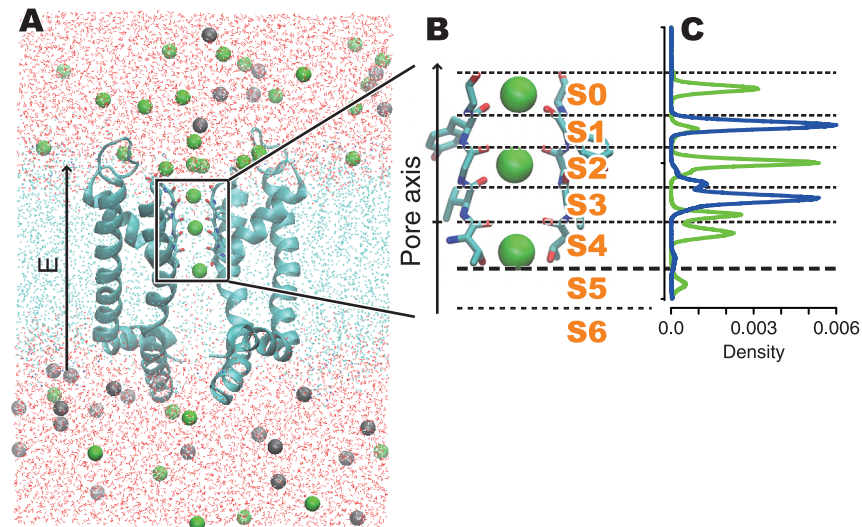 A
B
C
E
Pore axis
S0
S1
S2
S3
S4
S5
S6
0.0
0.003
0.006
Density